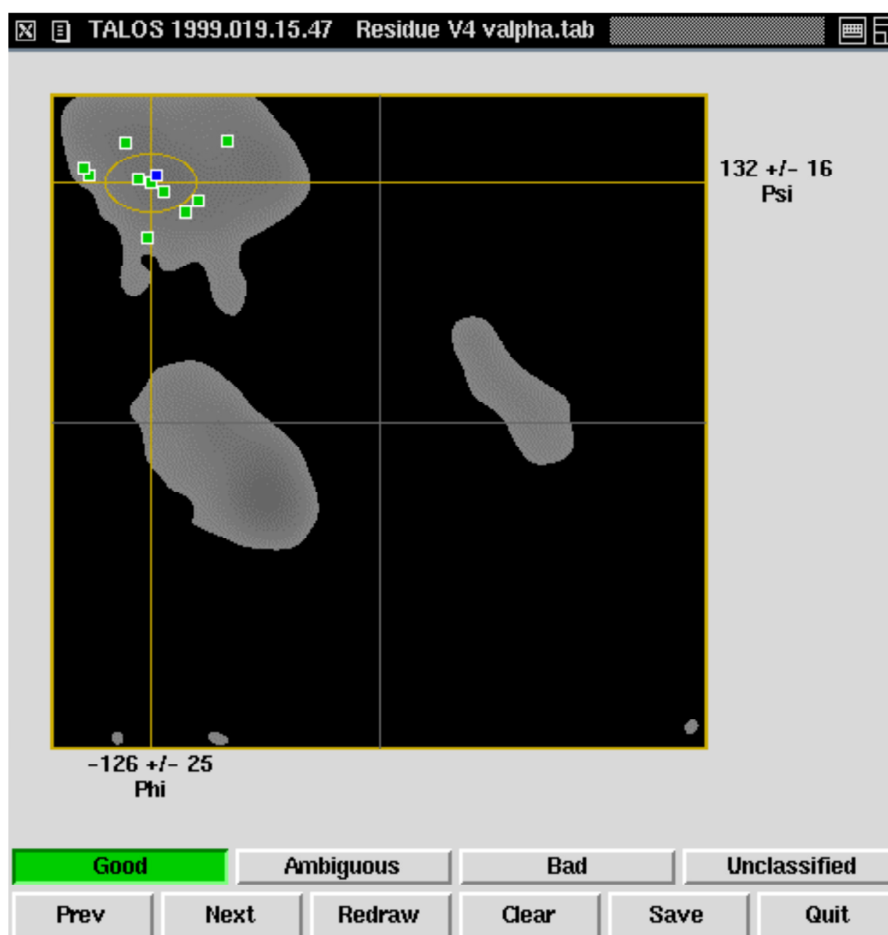 TALOS 1999.019.15.47 Residue V4 valpha.tab
132 +/- 16
Psi
-126 +/- 25
Phi
Good Ambiguous Bad Unclassified
Prev Next Redraw Clear Save Quit